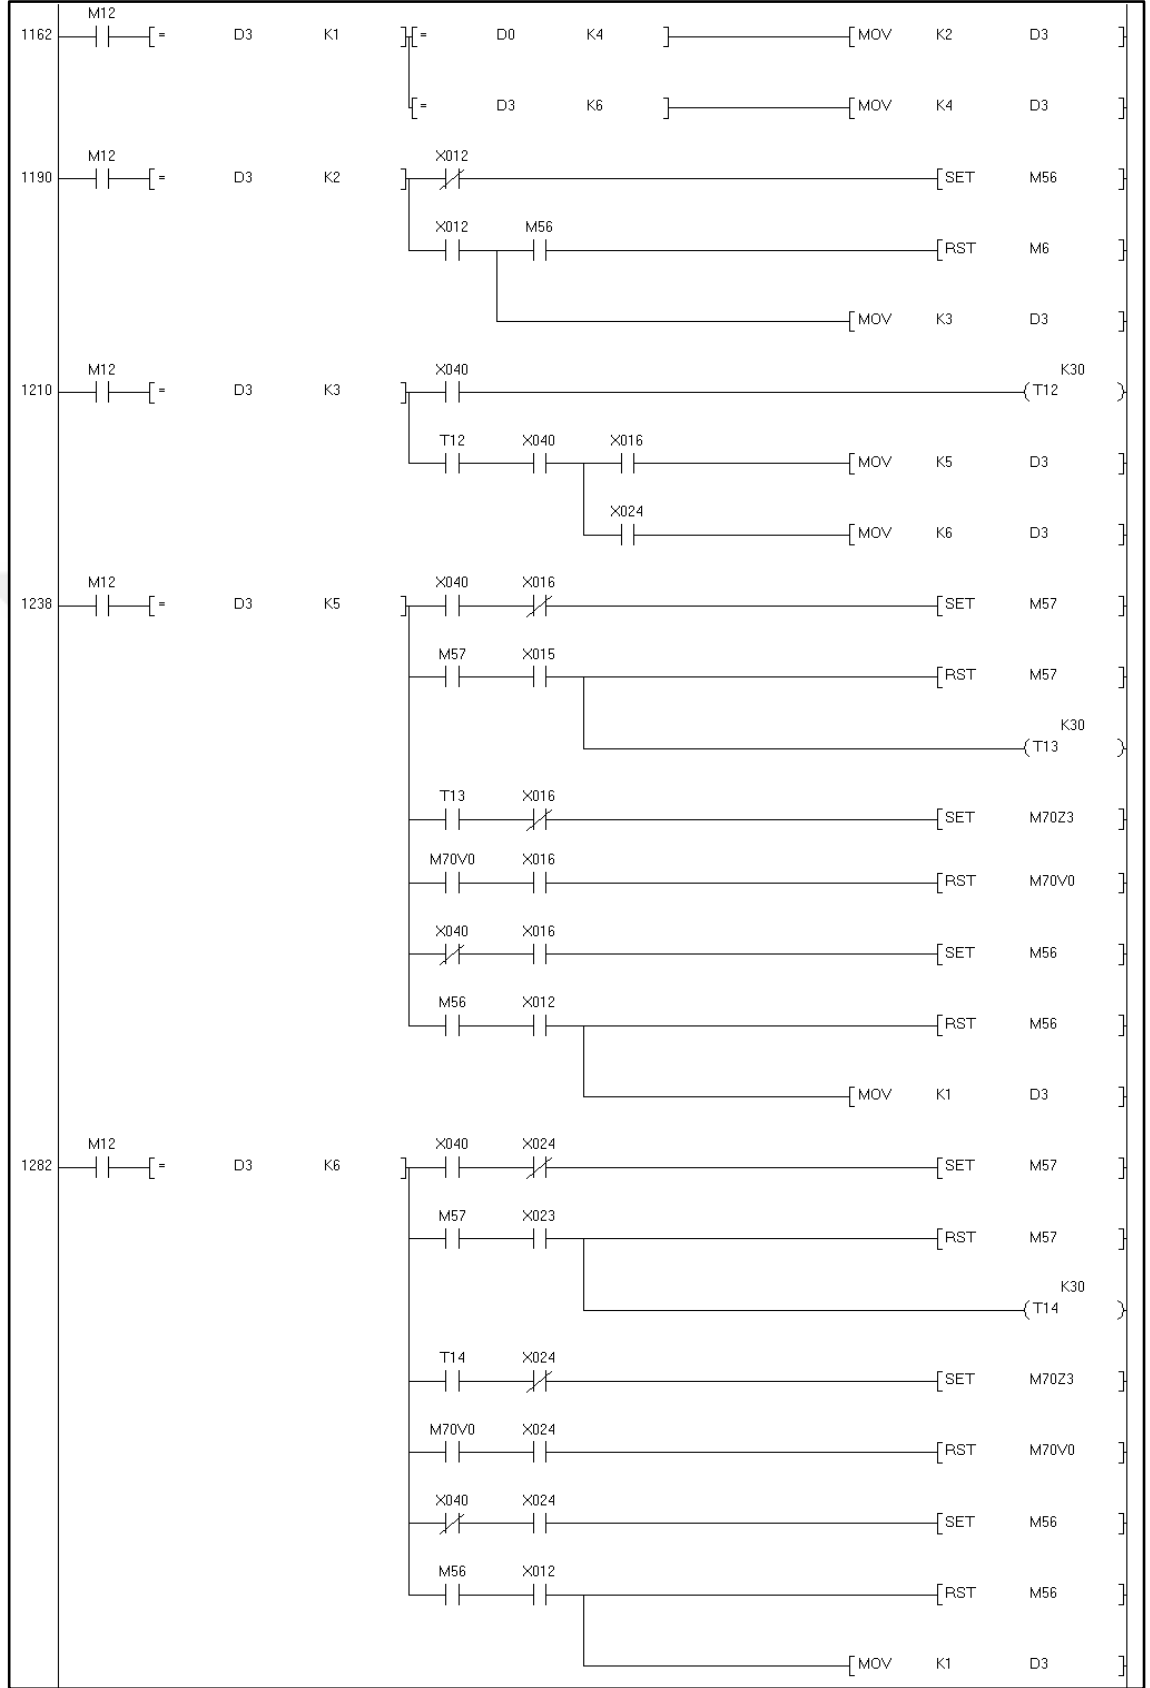 M12
1162 [ = D3 K1 ] [ = D0 K4 ] [ MOV K2 D3 ]
[ = D3 K6 ] [ MOV K4 D3 ]
M12 X012
1190 [ = D3 K2 ] [ SET M56 ]
X012 M56
[ RST M6 ]
[ MOV K3 D3 ]
M12 X040 K30
1210 [ = D3 K3 ] ( T12 )
T12 X040 X016
[ MOV K5 D3 ]
X024
[ MOV K6 D3 ]
M12 X040 X016
1238 [ = D3 K5 ] [ SET M57 ]
M57 X015
[ RST M57 ]
K30
( T13 )
T13 X016
[ SET M70Z3 ]
M70V0 X016
[ RST M70V0 ]
X040 X016
[ SET M56 ]
M56 X012
[ RST M56 ]
[ MOV K1 D3 ]
M12 X040 X024
1282 [ = D3 K6 ] [ SET M57 ]
M57 X023
[ RST M57 ]
K30
( T14 )
T14 X024
[ SET M70Z3 ]
M70V0 X024
[ RST M70V0 ]
X040 X024
[ SET M56 ]
M56 X012
[ RST M56 ]
[ MOV K1 D3 ]